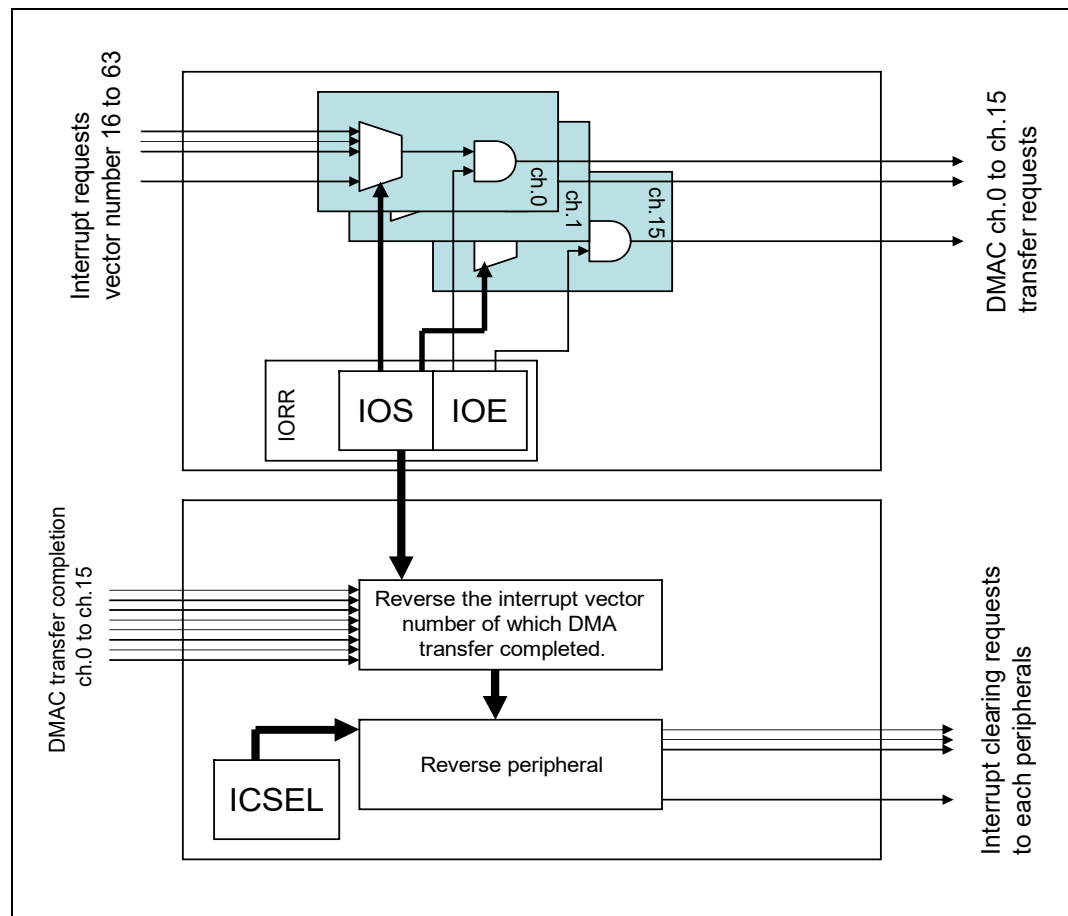 Interrupt requests
vector number 16 to 63
ch.0
ch.1
ch.15
DMAC ch.0 to ch.15
transfer requests
IORR
IOS
IOE
DMAC transfer completion
ch.0 to ch.15
Reverse the interrupt vector
number of which DMA
transfer completed.
Reverse peripheral
ICSEL
Interrupt clearing requests
to each peripherals